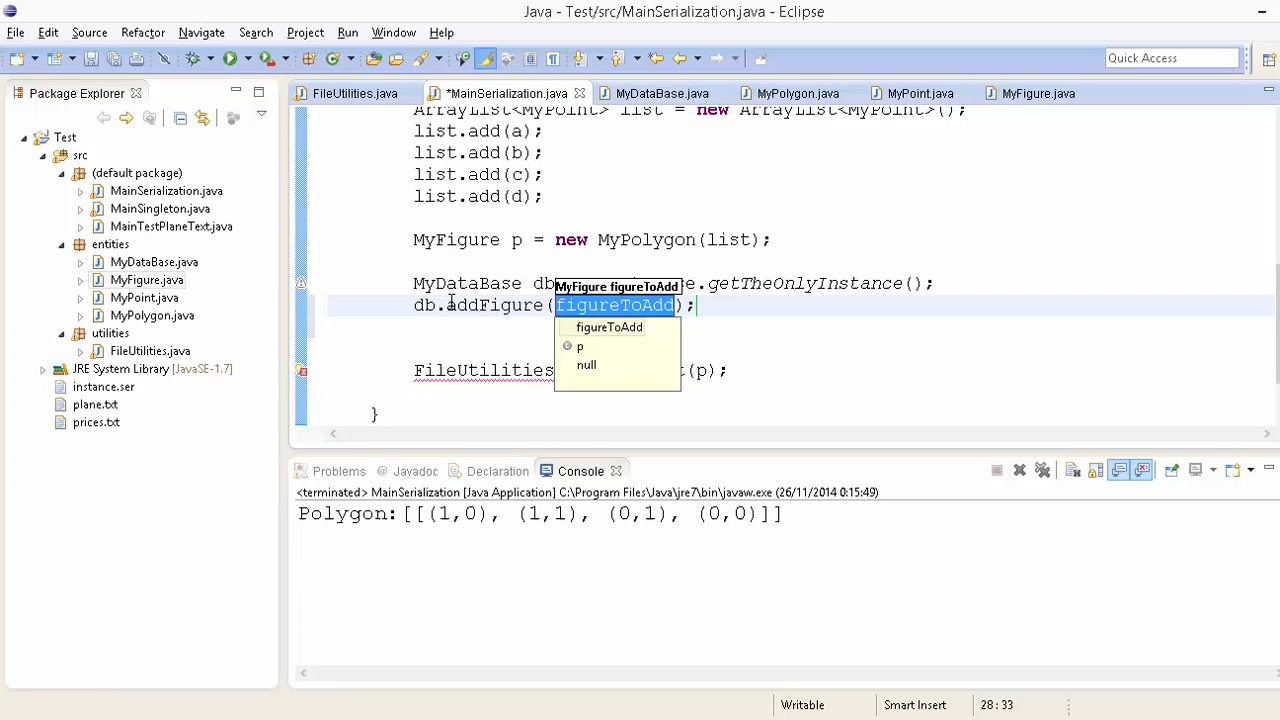 Java - Test/src/MainSerialization.java - Eclipse
File Edit Source Refactor Navigate Search Project Run Window Help
Quick Access
Package Explorer
FileUtilities.java *MainSerialization.java MyDataBase.java MyPolygon.java MyPoint.java MyFigure.java
Test
src
(default package)
MainSerialization.java
MainSingleton.java
MainTestPlaneText.java
entities
MyDataBase.java
MyFigure.java
MyPoint.java
MyPolygon.java
utilities
FileUtilities.java
JRE System Library [JavaSE-1.7]
instance.ser
plane.txt
prices.txt
ArrayList<MyPoint> list = new ArrayList<MyPoint>();
list.add(a);
list.add(b);
list.add(c);
list.add(d);
MyFigure p = new MyPolygon(list);
MyDataBase db e.getTheOnlyInstance();
MyFigure figureToAdd
db.addFigure(figureToAdd);
figureToAdd
p
null
FileUtilities (p);
}
Problems Javadoc Declaration Console
<terminated> MainSerialization [Java Application] C:\Program Files\Java\jre7\bin\javaw.exe (26/11/2014 0:15:49)
Polygon:[[(1,0), (1,1), (0,1), (0,0)]]
Writable Smart Insert 28:33